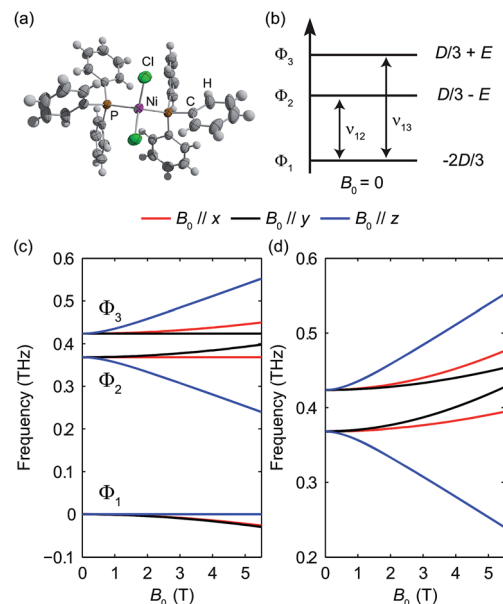 (a)
Cl
H
Ni
P
C
(b)
Φ₃
D/3 + E
Φ₂
D/3 - E
ν₁₂
ν₁₃
Φ₁
-2D/3
B₀ = 0
B₀ // x
B₀ // y
B₀ // z
(c)
0.6
0.5
0.4
0.3
0.2
0.1
0
−0.1
Frequency (THz)
Φ₃
Φ₂
Φ₁
0 1 2 3 4 5
B₀ (T)
(d)
0.5
0.4
0.3
0.2
Frequency (THz)
0 1 2 3 4 5
B₀ (T)